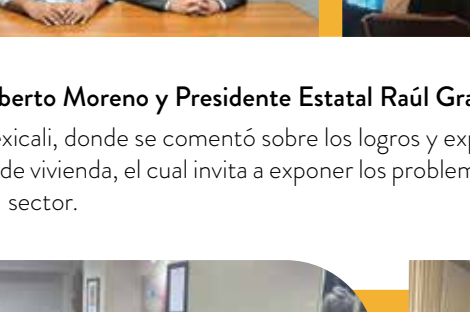 berto Moreno y Presidente Estatal Raúl Gra
exicali, donde se comentó sobre los logros y exp
de vivienda, el cual invita a exponer los problem
sector.